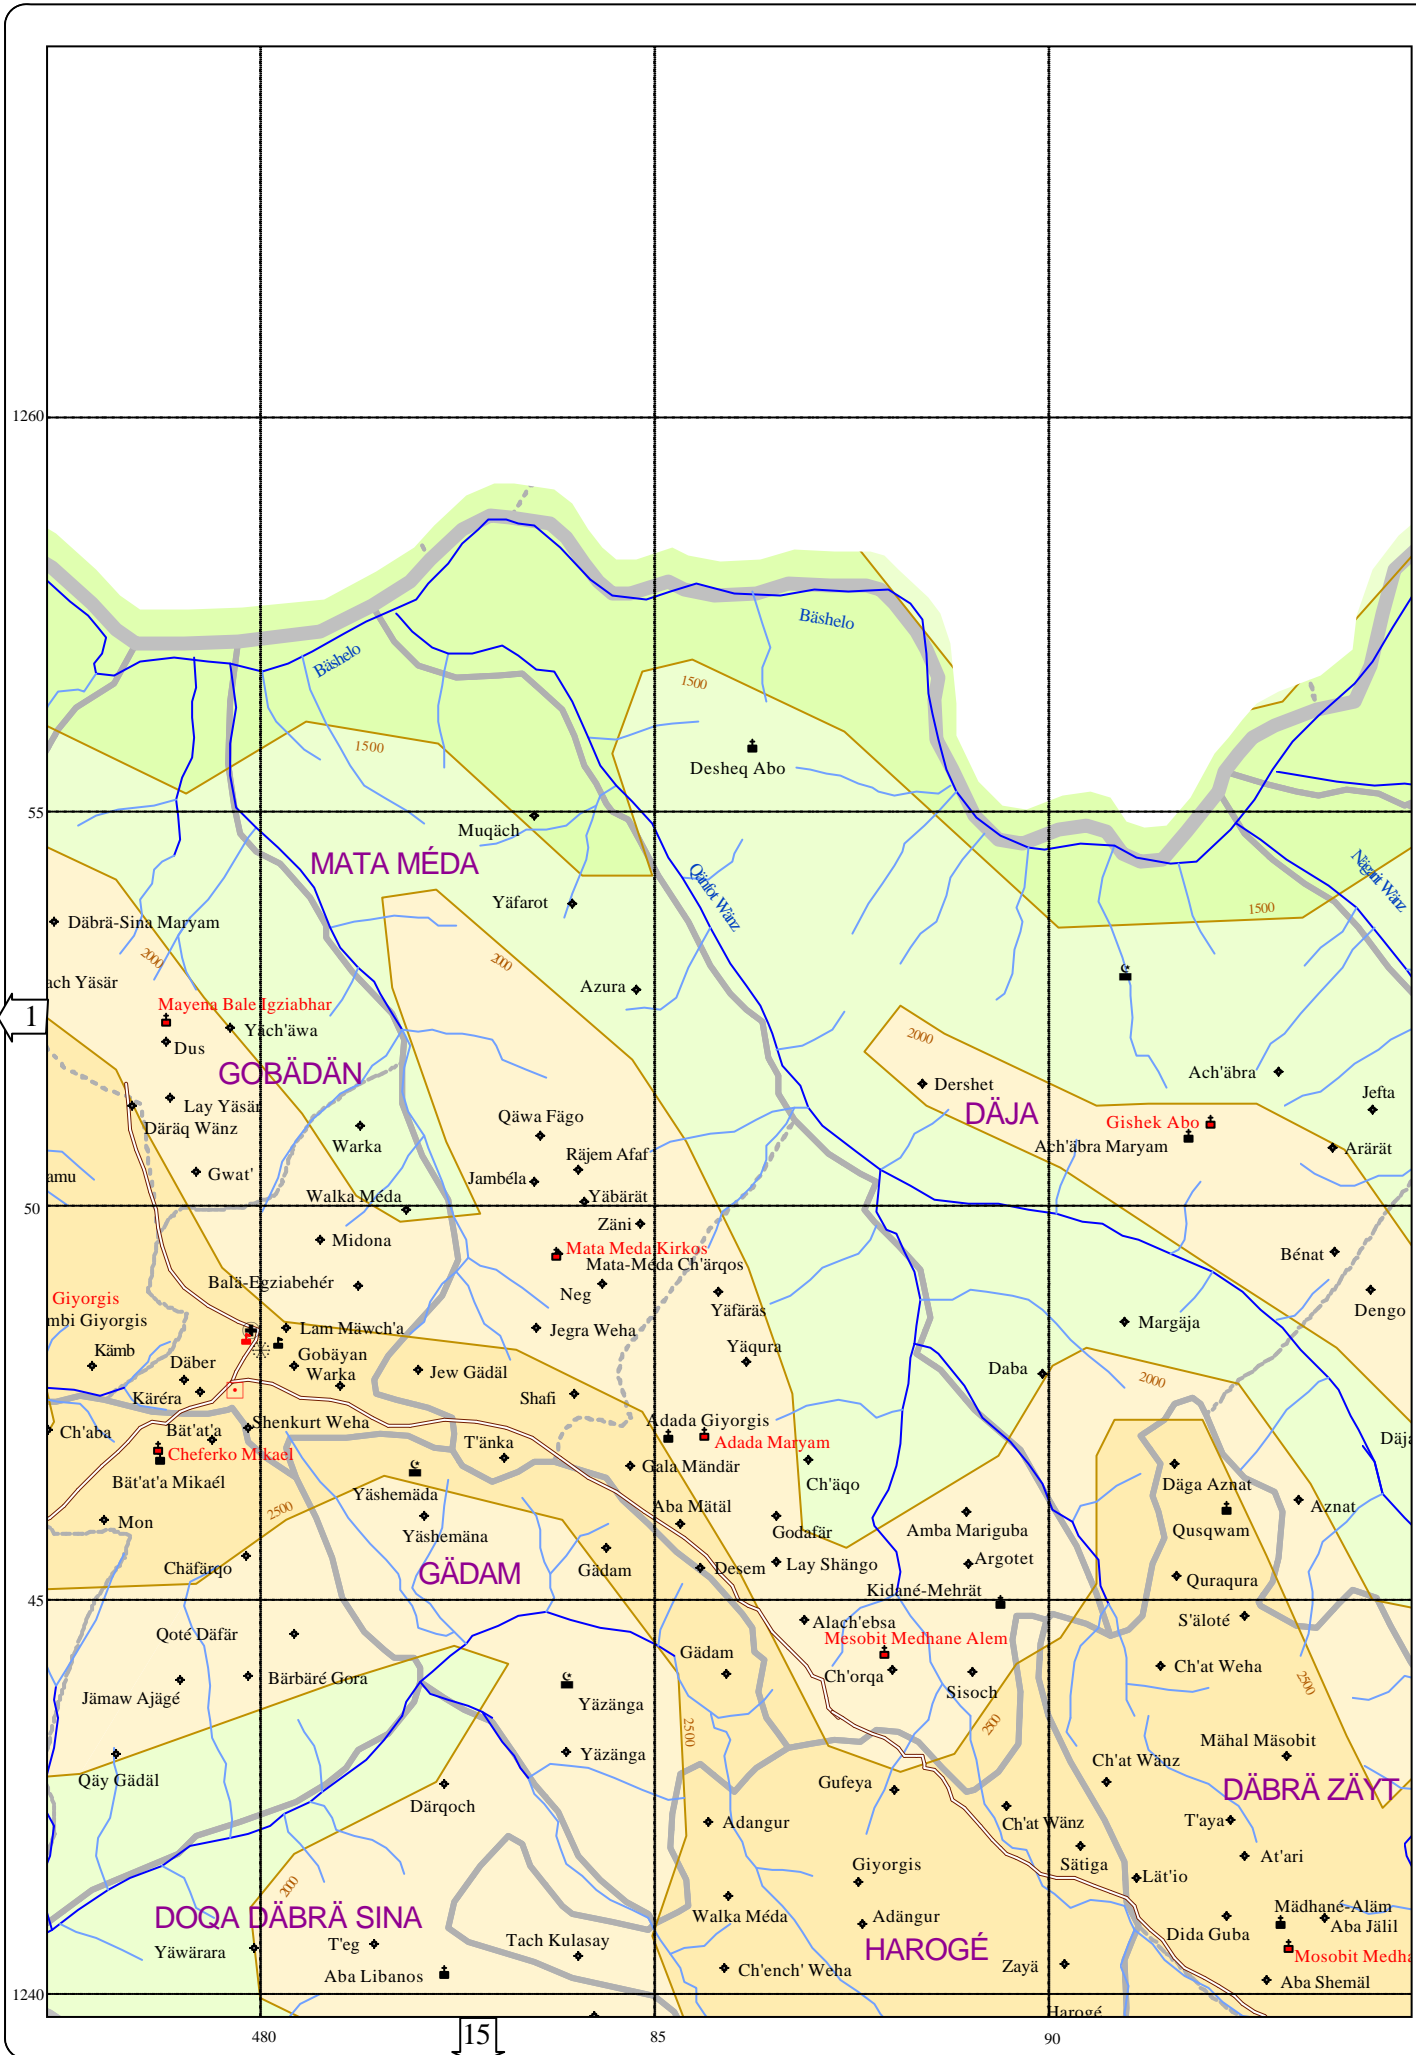 1260
Bäshelo
Bäshelo
1500
1500
Desheq Abo
55
Muqäch
MATA MÉDA
Qänfot Wänz
Yäfarot
1500
Däbrä-Sina Maryam
2000
2000
ach Yäsär
Azura
Mayena Bale Igziabhar
1
Yäch'äwa
Dus
2000
GOBÄDÄN
Dershet
Ach'äbra
Jefta
Lay Yäsär
DÄJA
Däräq Wänz
Qäwa Fägo
Gishek Abo
Warka
Ach'äbra Maryam
Arärät
Räjem Afaf
Gwat'
amu
Jambéla
Walka Méda
Yäbärät
50
Zäni
Midona
Mata Meda Kirkos
Bénat
Mata-Méda Ch'ärqos
Balä-Egziabehér
Neg
Yäfäräs
Dengo
Giyorgis
mbi Giyorgis
Lam Mäwch'a
Jegra Weha
Margäja
Kämb
Gobäyan
Yäqura
Däber
Warka
Jew Gädäl
Daba
2000
Käréra
Shafi
Ch'aba
Bät'at'a
Shenkurt Weha
Adada Giyorgis
Däja
Cheferko Mikael
T'änka
Adada Maryam
Gala Mändär
Bät'at'a Mikaél
Ch'äqo
Däga Aznat
Yäshemäda
2500
Aba Mätäl
Aznat
Mon
Yäshemäna
Godafär
Amba Mariguba
Qusqwam
Chäfärqo
GÄDAM
Gädam
Desem
Lay Shängo
Argotet
Quraqura
Kidané-Mehrät
45
S'äloté
Alach'ebsa
Qoté Däfär
Mesobit Medhane Alem
Gädam
Ch'at Weha
Bärbäré Gora
Ch'orqa
Jämaw Ajägé
Sisoch
2500
Yäzänga
2500
2500
Mähal Mäsobit
Yäzänga
Ch'at Wänz
Qäy Gädäl
Gufeya
DÄBRÄ ZÄYT
Därqoch
Adangur
Ch'at Wänz
T'aya
Giyorgis
Sätiga
At'ari
2000
Lät'io
Walka Méda
Mädhané-Aläm
DOQA DÄBRÄ SINA
Adängur
Aba Jälil
Dida Guba
Yäwärara
T'eg
Tach Kulasay
HAROGÉ
Mosobit Medha
Aba Libanos
Ch'ench' Weha
Zayä
Aba Shemäl
1240
Harogé
480
15
85
90